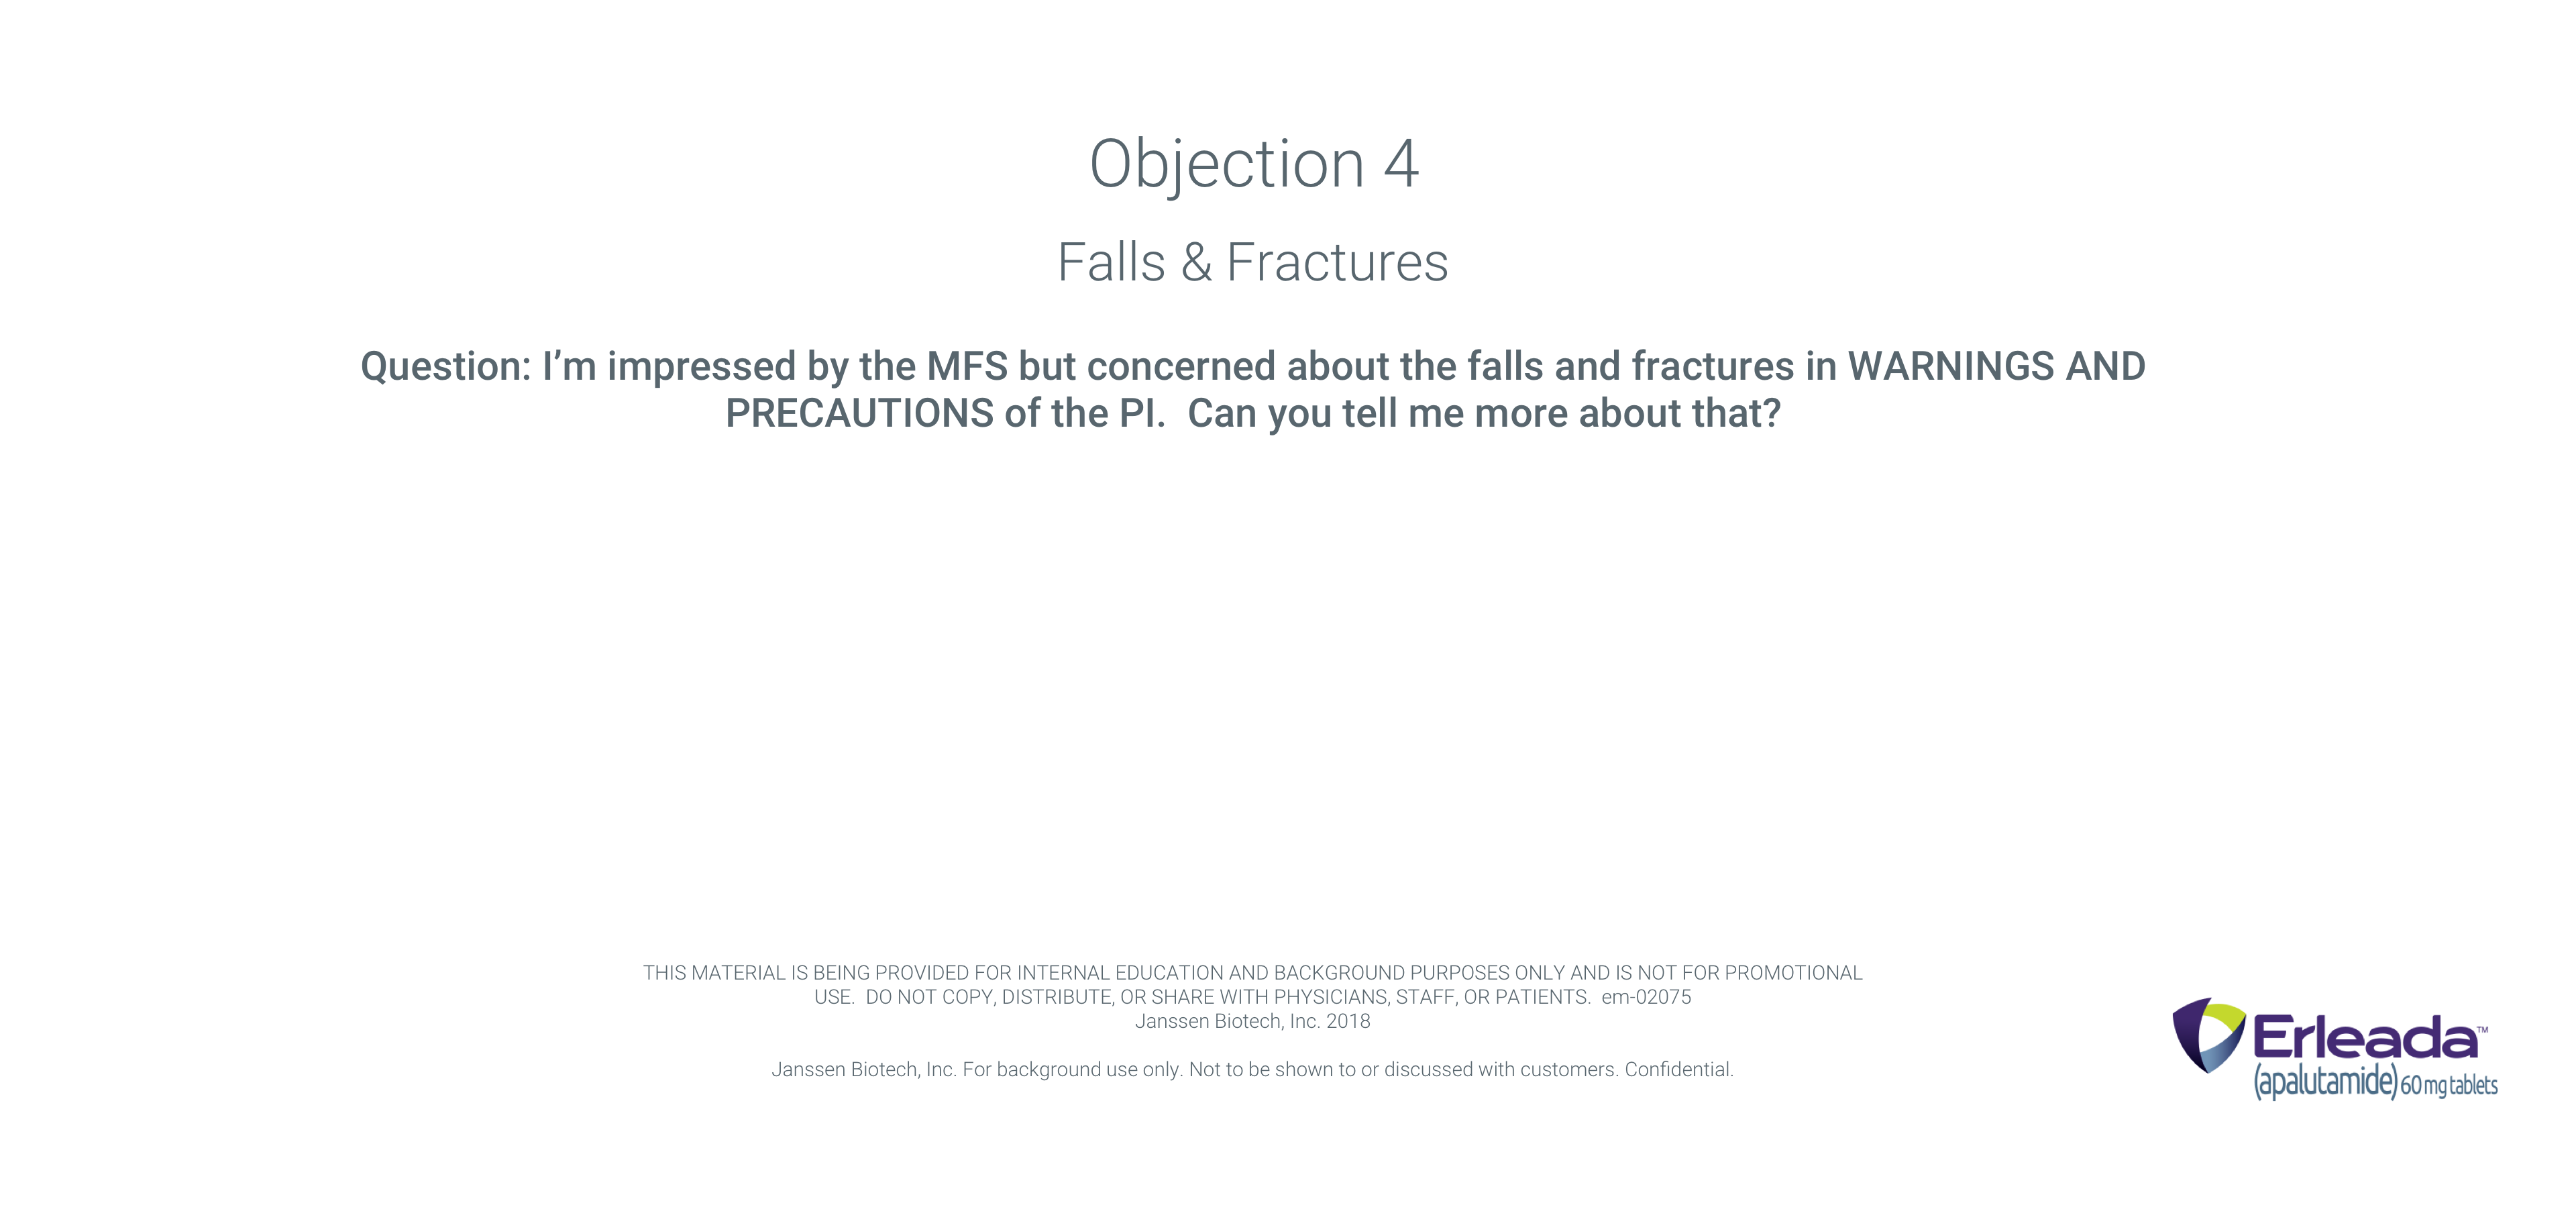 Objection 4
Falls & Fractures
Question: I’m impressed by the MFS but concerned about the falls and fractures in WARNINGS AND
PRECAUTIONS of the PI.  Can you tell me more about that?
THIS MATERIAL IS BEING PROVIDED FOR INTERNAL EDUCATION AND BACKGROUND PURPOSES ONLY AND IS NOT FOR PROMOTIONAL
USE.  DO NOT COPY, DISTRIBUTE, OR SHARE WITH PHYSICIANS, STAFF, OR PATIENTS.  em-02075
Janssen Biotech, Inc. 2018
Janssen Biotech, Inc. For background use only. Not to be shown to or discussed with customers. Confidential.
Erleada™
(apalutamide) 60 mg tablets